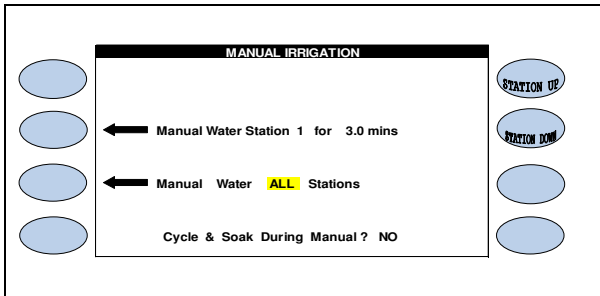 MANUAL IRRIGATION
STATION UP
Manual Water Station 1 for 3.0 mins
STATION DOWN
Manual Water ALL Stations
Cycle & Soak During Manual ? NO